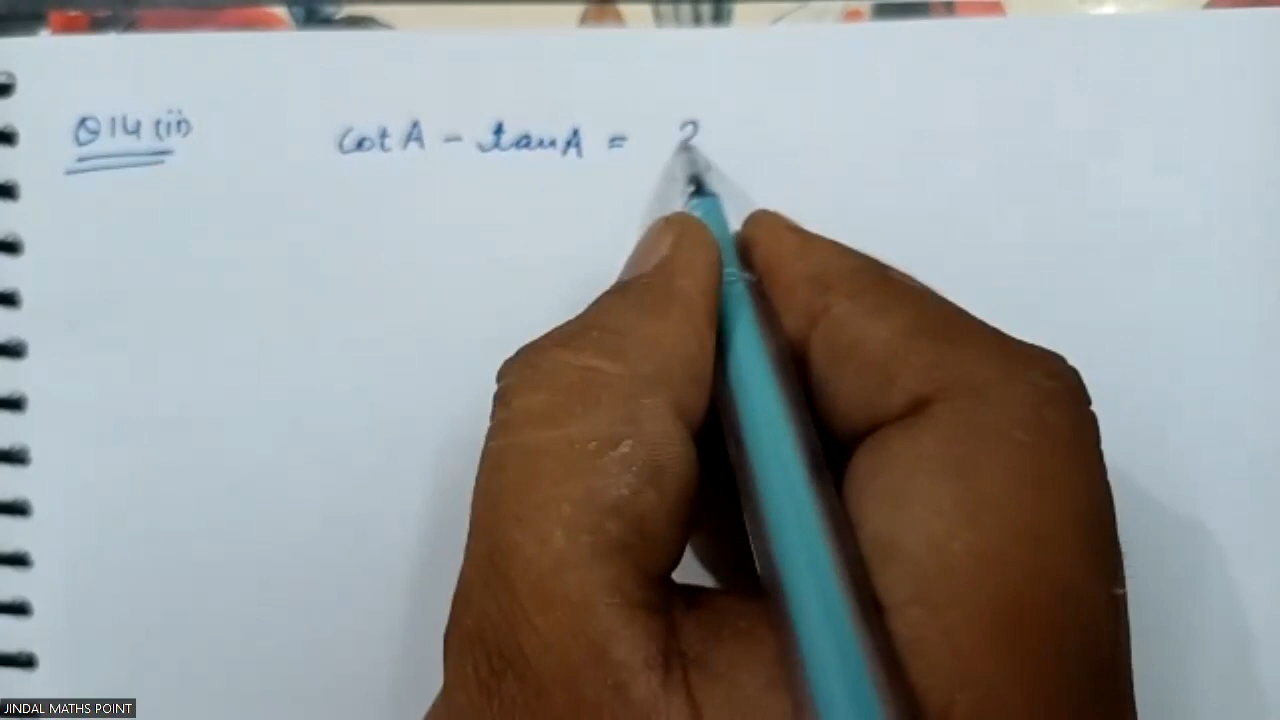 Q14 (ii) cot A - tan A = 2
JINDAL MATHS POINT